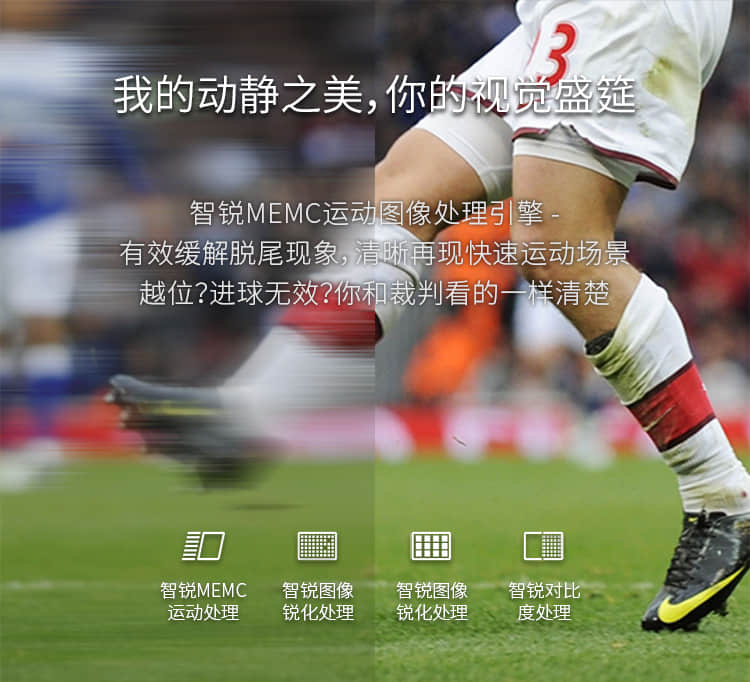 3
我的动静之美，你的视觉盛筵
智锐MEMC运动图像处理引擎 -
有效缓解脱尾现象，清晰再现快速运动场景
越位？进球无效？你和裁判看的一样清楚
智锐MEMC
运动处理
智锐图像
锐化处理
智锐图像
锐化处理
智锐对比
度处理